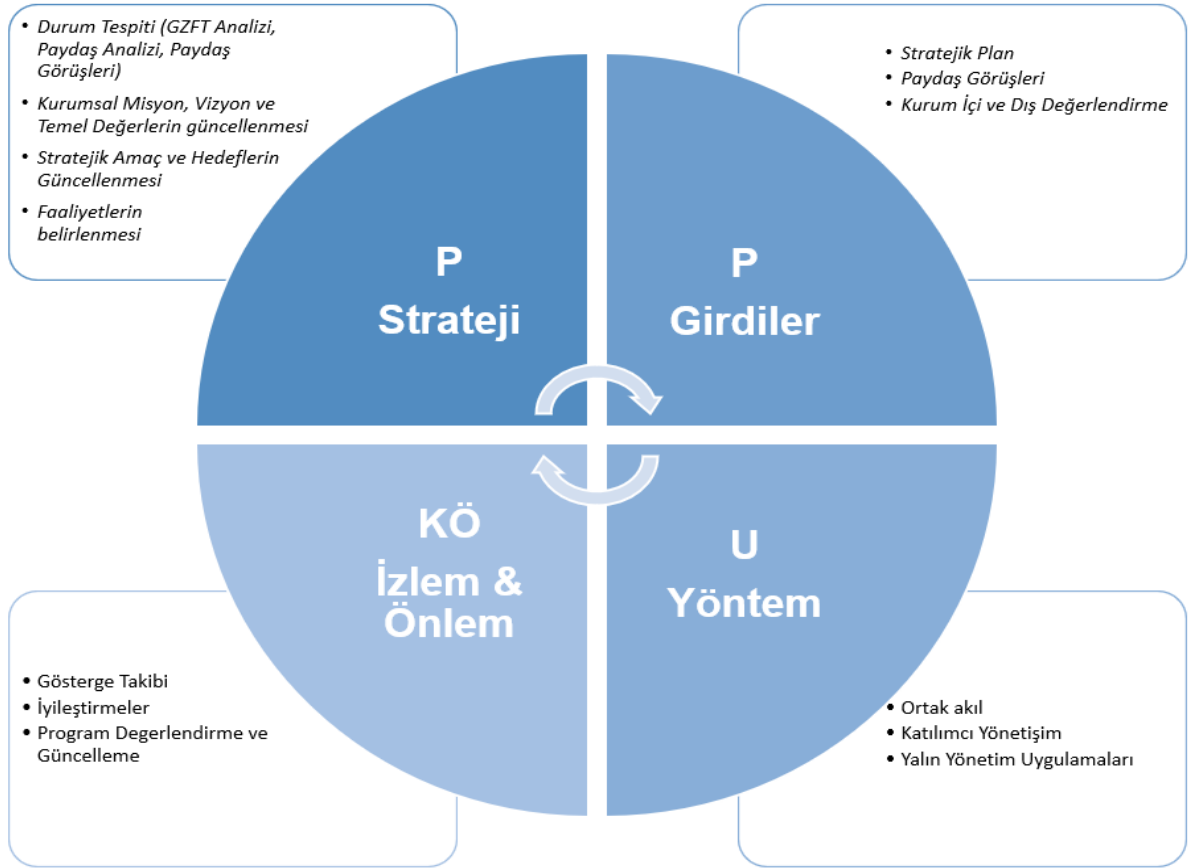 • Durum Tespiti (GZFT Analizi,
Paydaş Analizi, Paydaş
Görüşleri)
• Kurumsal Misyon, Vizyon ve
Temel Değerlerin güncellenmesi
• Stratejik Amaç ve Hedeflerin
Güncellenmesi
• Faaliyetlerin
belirlenmesi
P
Strateji
• Stratejik Plan
• Paydaş Görüşleri
• Kurum İçi ve Dış Değerlendirme
P
Girdiler
KÖ
İzlem &
Önlem
• Gösterge Takibi
• İyileştirmeler
• Program Degerlendirme ve
Güncelleme
U
Yöntem
• Ortak akıl
• Katılımcı Yönetişim
• Yalın Yönetim Uygulamaları